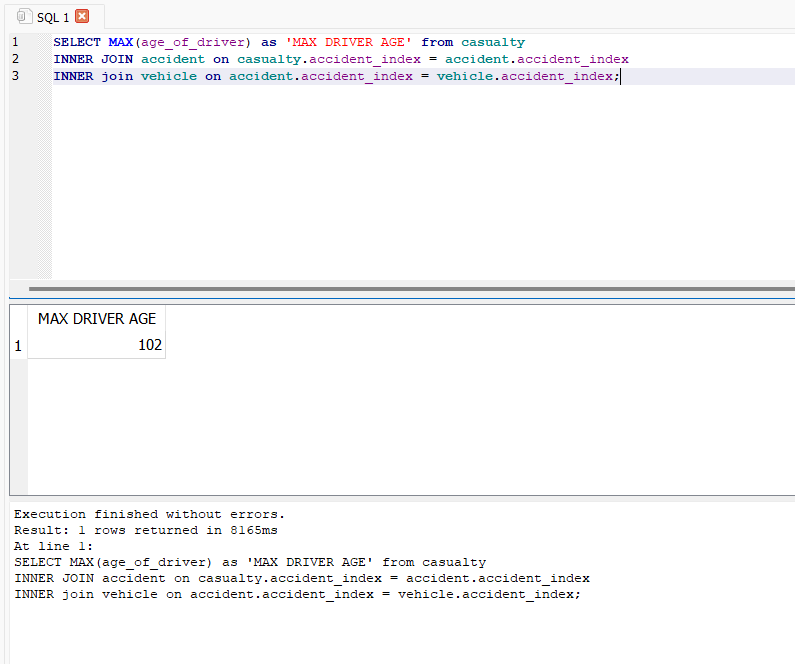 SQL 1
1 SELECT MAX(age_of_driver) as 'MAX DRIVER AGE' from casualty
2 INNER JOIN accident on casualty.accident_index = accident.accident_index
3 INNER join vehicle on accident.accident_index = vehicle.accident_index;
MAX DRIVER AGE
1 102
Execution finished without errors.
Result: 1 rows returned in 8165ms
At line 1:
SELECT MAX(age_of_driver) as 'MAX DRIVER AGE' from casualty
INNER JOIN accident on casualty.accident_index = accident.accident_index
INNER join vehicle on accident.accident_index = vehicle.accident_index;